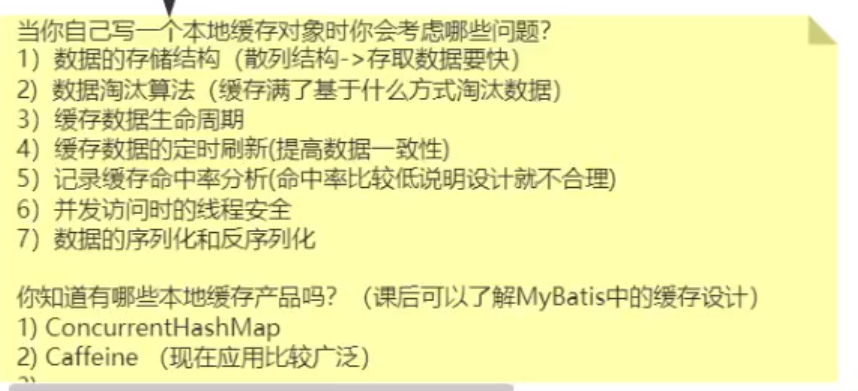 当你自己写一个本地缓存对象时你会考虑哪些问题？
1）数据的存储结构（散列结构->存取数据要快）
2）数据淘汰算法（缓存满了基于什么方式淘汰数据）
3）缓存数据生命周期
4）缓存数据的定时刷新(提高数据一致性)
5）记录缓存命中率分析(命中率比较低说明设计就不合理)
6）并发访问时的线程安全
7）数据的序列化和反序列化
你知道有哪些本地缓存产品吗？（课后可以了解MyBatis中的缓存设计）
1) ConcurrentHashMap
2) Caffeine （现在应用比较广泛）